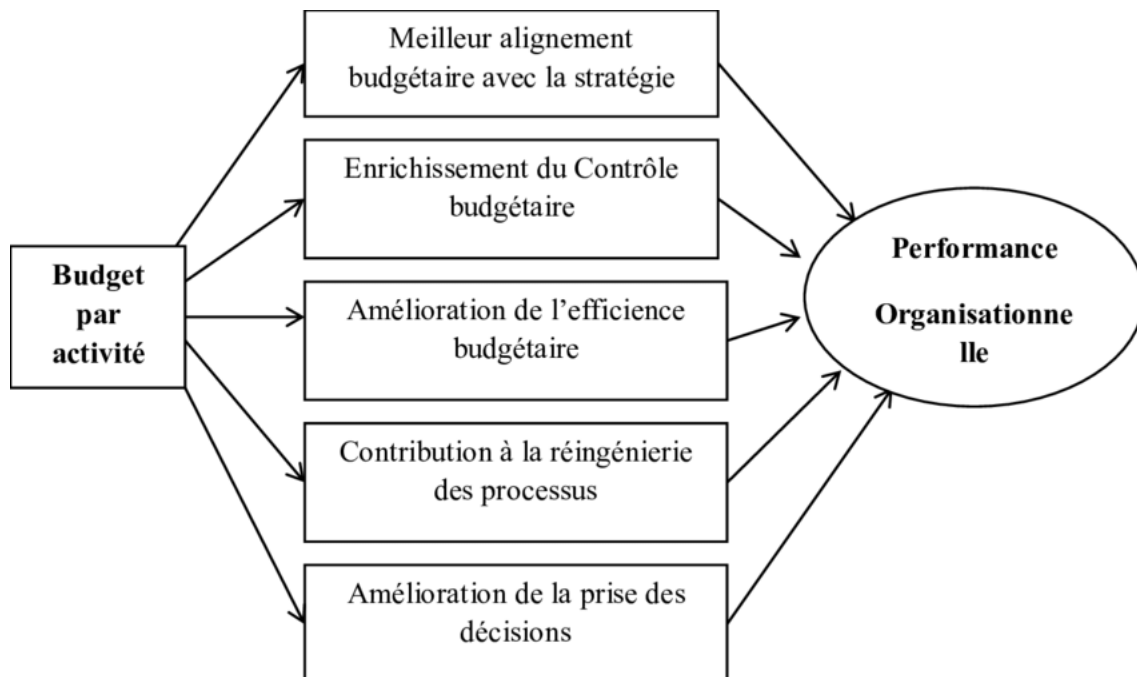 Meilleur alignement
budgétaire avec la stratégie
Enrichissement du Contrôle
budgétaire
Budget
par
activité
Amélioration de l'efficience
budgétaire
Contribution à la réingénierie
des processus
Amélioration de la prise des
décisions
Performance
Organisationne
lle